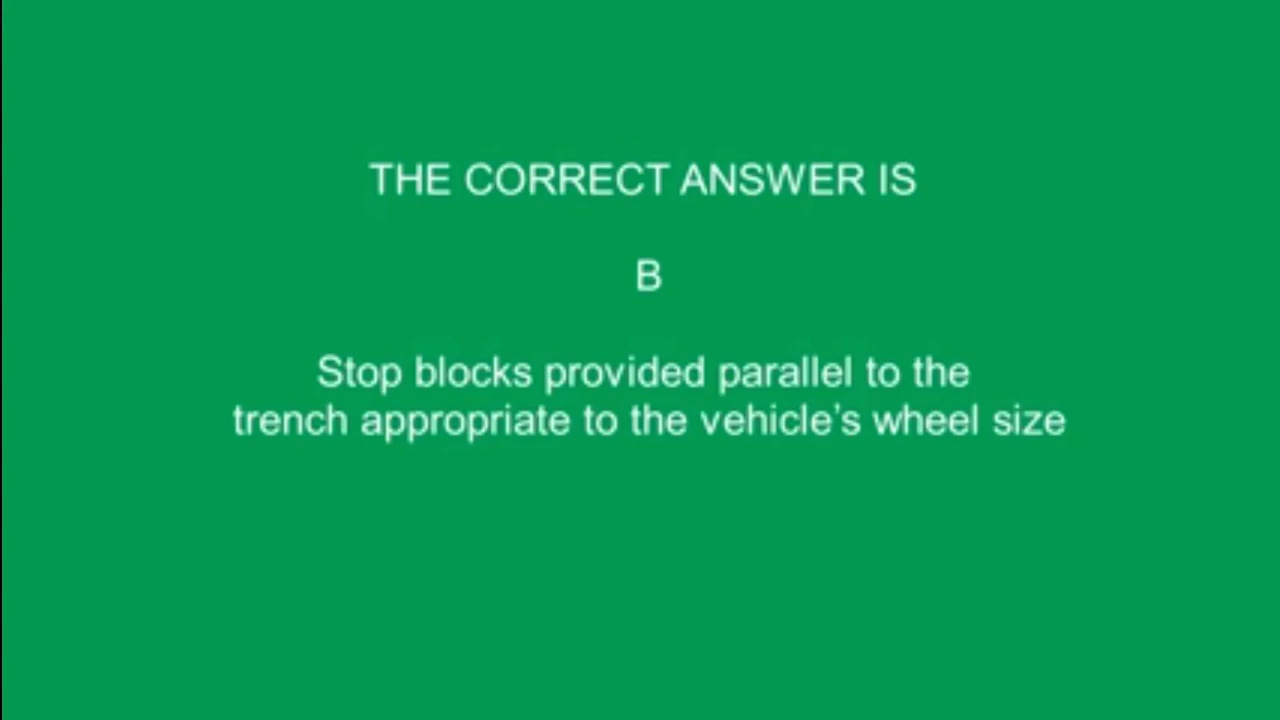 THE CORRECT ANSWER IS
B
Stop blocks provided parallel to the
trench appropriate to the vehicle's wheel size